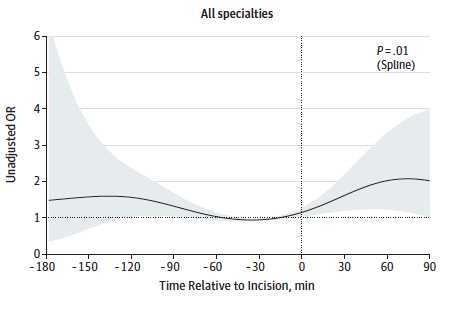 All specialties
6
P = .01
(Spline)
5
4
3
2
1
0
Unadjusted OR
-180 -150 -120 -90 -60 -30 0 30 60 90
Time Relative to Incision, min